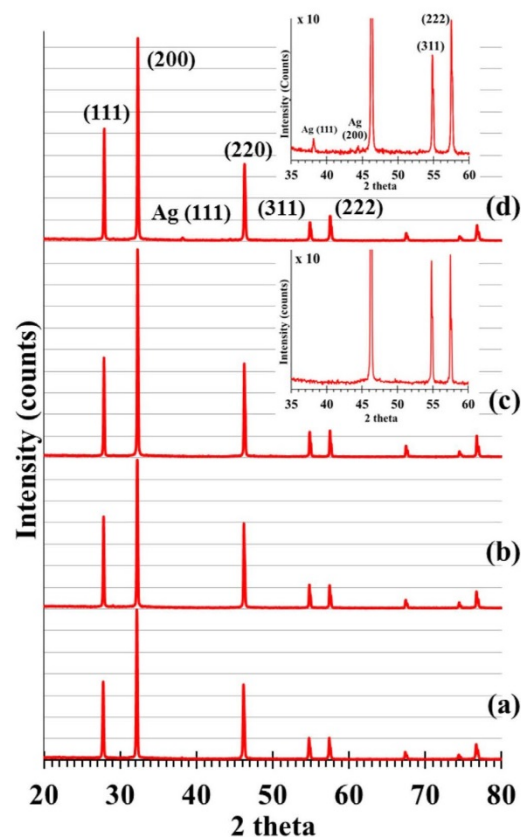 x 10
(222)
(311)
Ag (111)
Ag
(200)
Intensity (Counts)
35 40 45 50 55 60
2 theta
(200)
(111)
(220)
Ag (111)
(311)
(222)
(d)
x 10
Intensity (counts)
35 40 45 50 55 60
2 theta
(c)
(b)
(a)
Intensity (counts)
20 30 40 50 60 70 80
2 theta